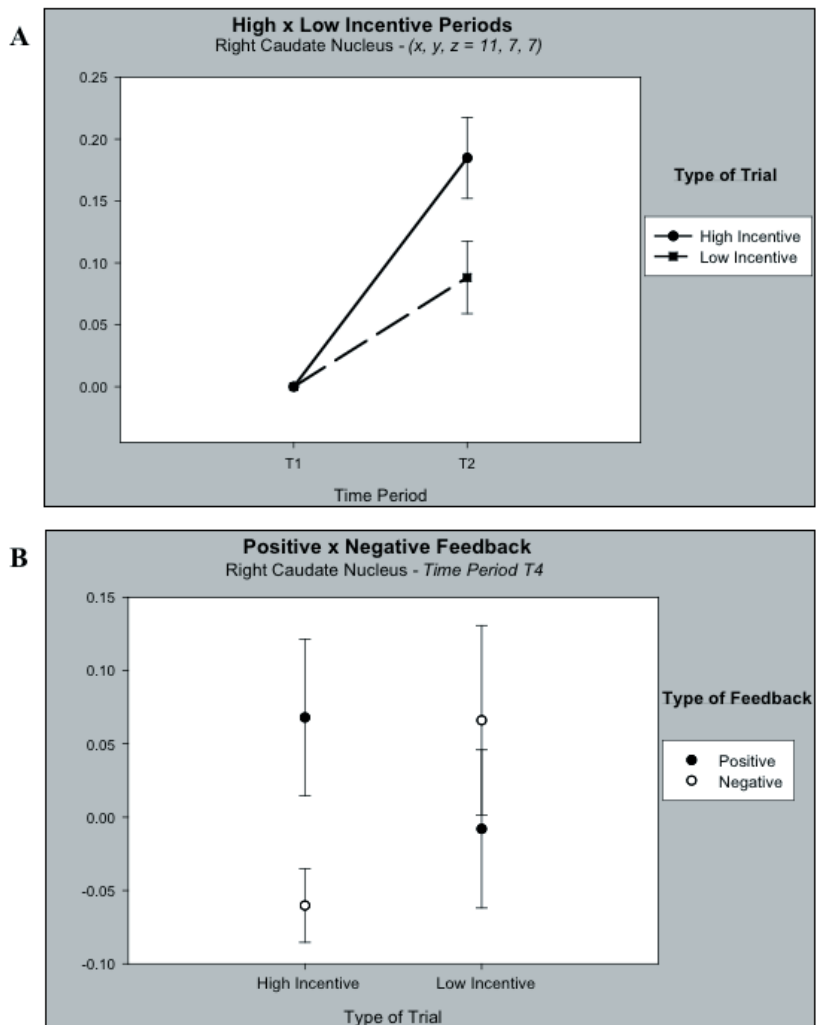 A
High x Low Incentive Periods
Right Caudate Nucleus - (x, y, z = 11, 7, 7)
0.25
0.20
0.15
0.10
0.05
0.00
T1
T2
Time Period
Type of Trial
High Incentive
Low Incentive
B
Positive x Negative Feedback
Right Caudate Nucleus - Time Period T4
0.15
0.10
0.05
0.00
-0.05
-0.10
High Incentive
Low Incentive
Type of Trial
Type of Feedback
Positive
Negative